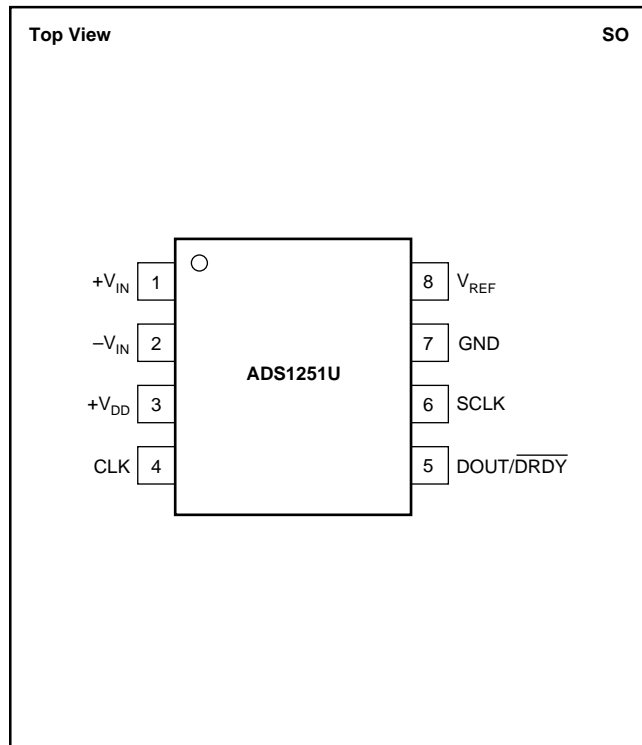 Top View SO
+V_IN 1 8 V_REF
–V_IN 2 7 GND
ADS1251U
+V_DD 3 6 SCLK
CLK 4 5 DOUT/D̅R̅D̅Y̅